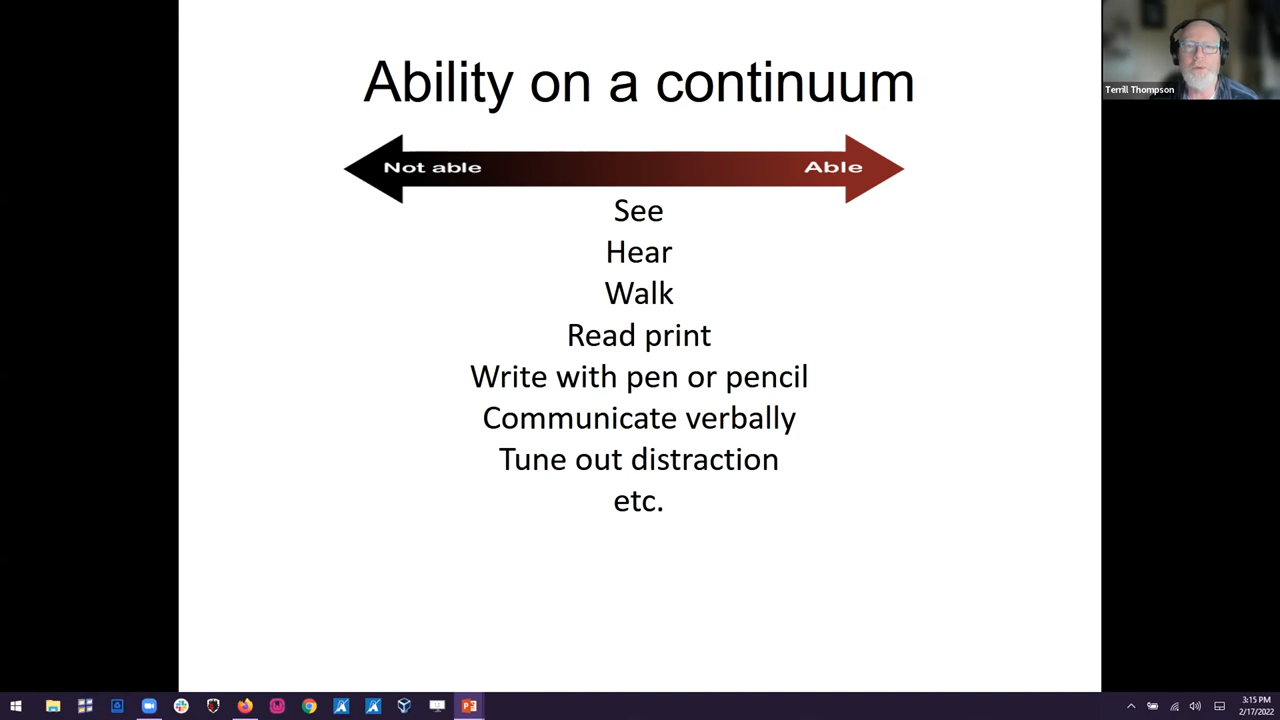 Ability on a continuum
Not able Able
See
Hear
Walk
Read print
Write with pen or pencil
Communicate verbally
Tune out distraction
etc.
Terrill Thompson
3:15 PM
2/17/2022